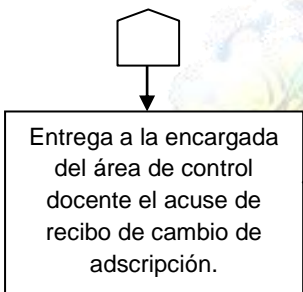 Entrega a la encargada
del área de control
docente el acuse de
recibo de cambio de
adscripción.